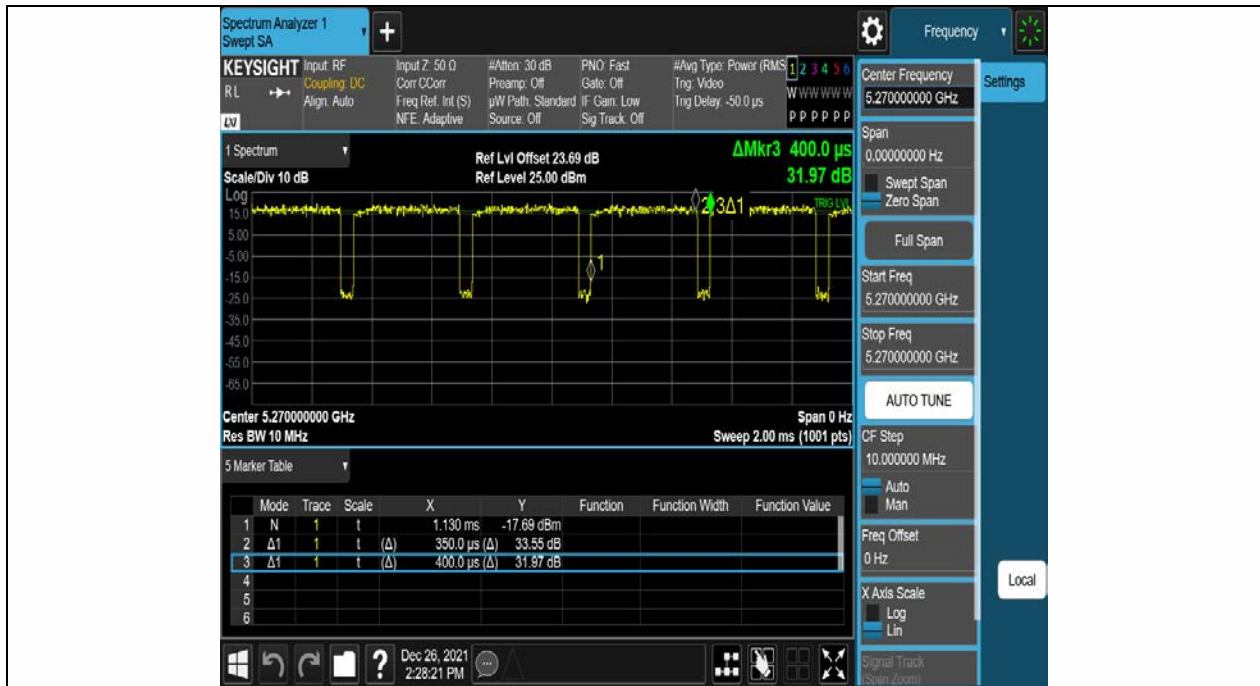 Spectrum Analyzer 1
Swept SA
+
Frequency
KEYSIGHT
RL
LXI
Input: RF
Coupling: DC
Align: Auto
Input Z: 50 Ω
Corr CCorr
Freq Ref: Int (S)
NFE: Adaptive
#Atten: 30 dB
Preamp: Off
µW Path: Standard
Source: Off
PNO: Fast
Gate: Off
IF Gain: Low
Sig Track: Off
#Avg Type: Power (RMS
Trig: Video
Trig Delay: -50.0 µs
1 2 3 4 5 6
W W W W W W
P P P P P P
1 Spectrum
Scale/Div 10 dB
Ref Lvl Offset 23.69 dB
Ref Level 25.00 dBm
ΔMkr3 400.0 µs
31.97 dB
Log
15.0
5.00
-5.00
-15.0
-25.0
-35.0
-45.0
-55.0
-65.0
TRIG LVL
2 3Δ1
1
Center 5.270000000 GHz
Res BW 10 MHz
Span 0 Hz
Sweep 2.00 ms (1001 pts)
5 Marker Table
Mode Trace Scale X Y Function Function Width Function Value
1 N 1 t 1.130 ms -17.69 dBm
2 Δ1 1 t (Δ) 350.0 µs (Δ) 33.55 dB
3 Δ1 1 t (Δ) 400.0 µs (Δ) 31.97 dB
4
5
6
?
Dec 26, 2021
2:28:21 PM
Center Frequency
5.270000000 GHz
Span
0.00000000 Hz
Swept Span
Zero Span
Full Span
Start Freq
5.270000000 GHz
Stop Freq
5.270000000 GHz
AUTO TUNE
CF Step
10.000000 MHz
Auto
Man
Freq Offset
0 Hz
X Axis Scale
Log
Lin
Signal Track
(Span Zoom)
Settings
Local